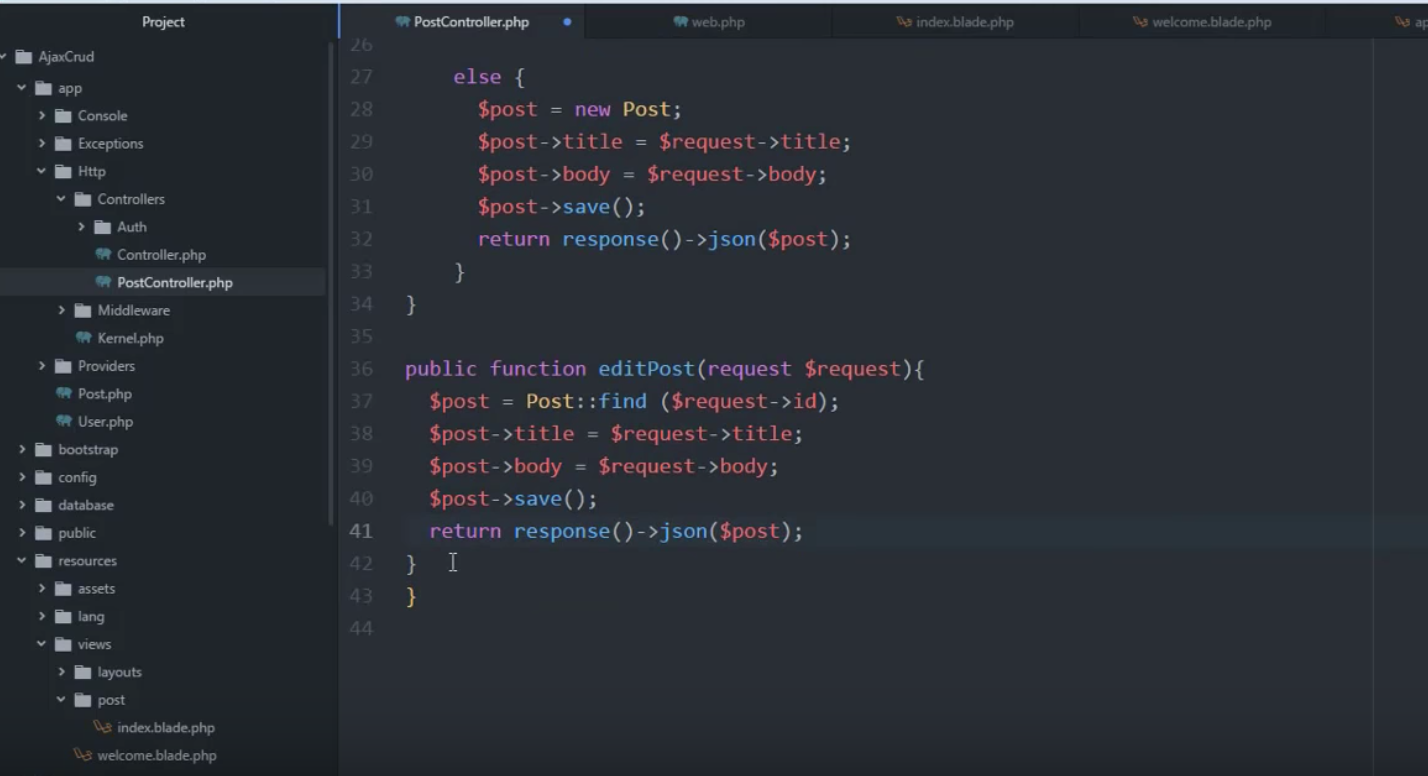 Project
AjaxCrud
app
Console
Exceptions
Http
Controllers
Auth
Controller.php
PostController.php
Middleware
Kernel.php
Providers
Post.php
User.php
bootstrap
config
database
public
resources
assets
lang
views
layouts
post
index.blade.php
welcome.blade.php
PostController.php web.php index.blade.php welcome.blade.php
26
27 else {
28 $post = new Post;
29 $post->title = $request->title;
30 $post->body = $request->body;
31 $post->save();
32 return response()->json($post);
33 }
34 }
35
36 public function editPost(request $request){
37 $post = Post::find ($request->id);
38 $post->title = $request->title;
39 $post->body = $request->body;
40 $post->save();
41 return response()->json($post);
42 }
43 }
44